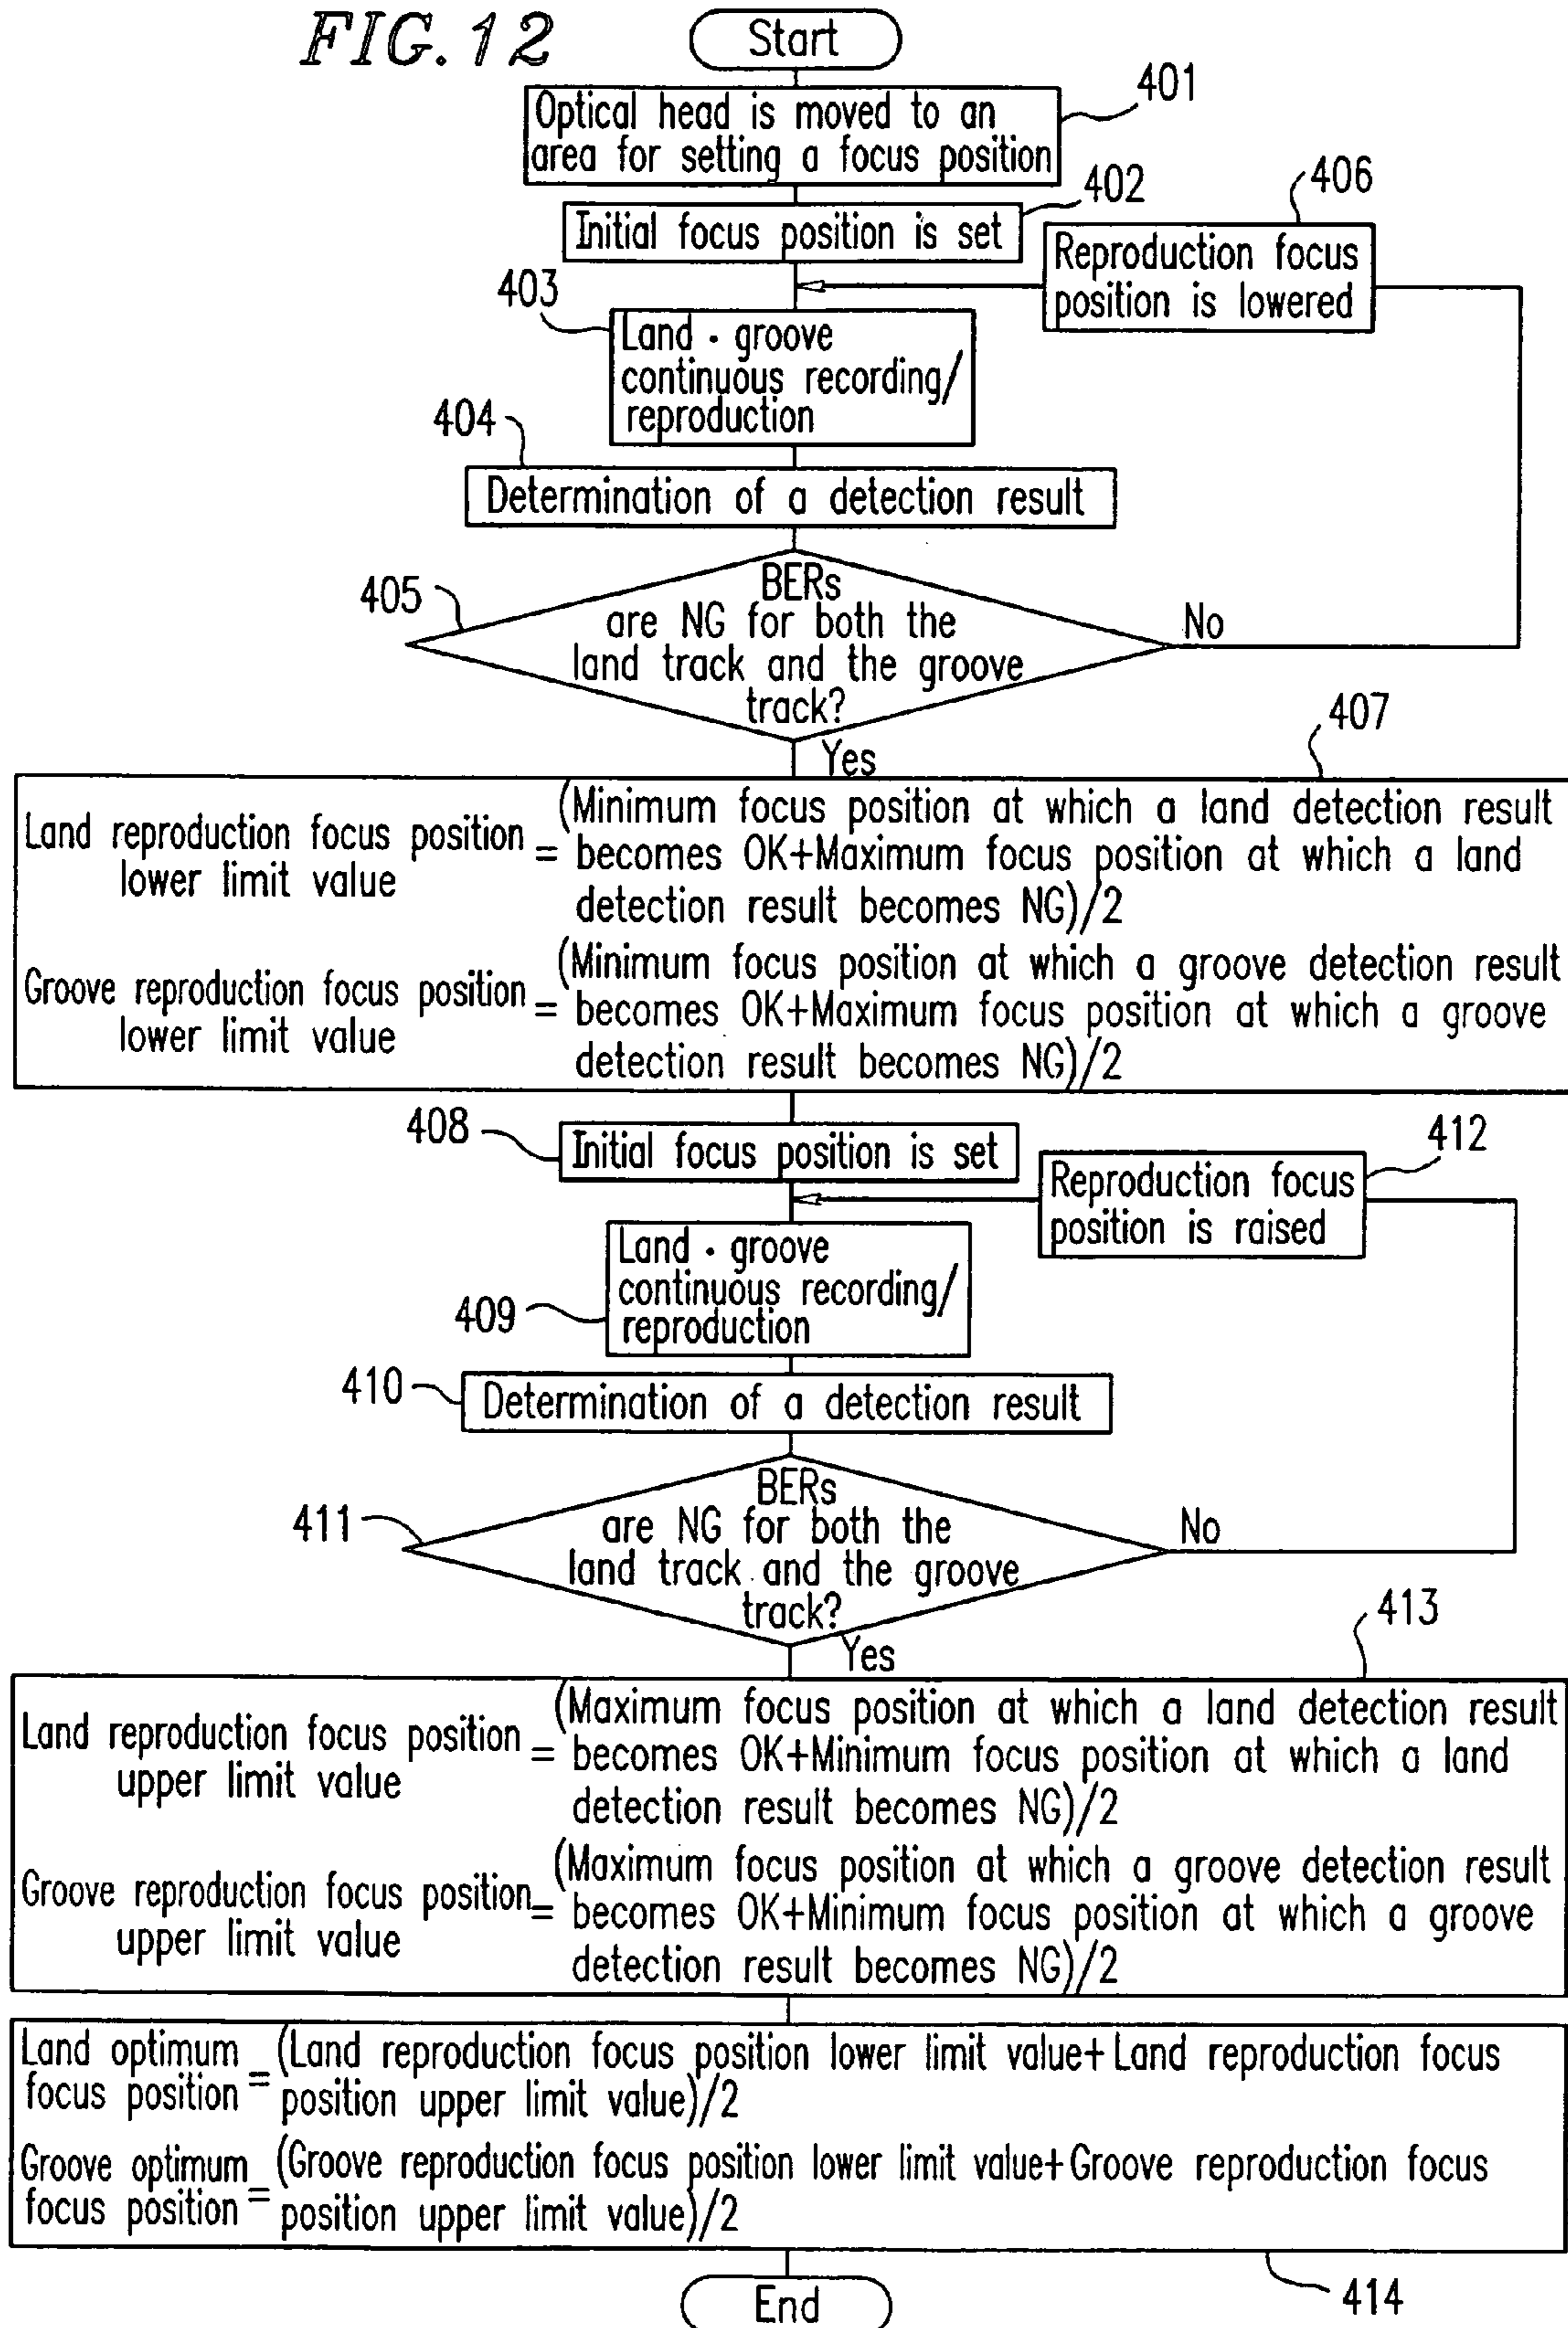 FIG.12
Start
401
Optical head is moved to an
area for setting a focus position
402
Initial focus position is set
406
Reproduction focus
position is lowered
403
Land · groove
continuous recording/
reproduction
404
Determination of a detection result
405
BERs
are NG for both the
land track and the groove
track?
No
Yes
407
Land reproduction focus position
lower limit value
=
(Minimum focus position at which a land detection result
becomes OK+Maximum focus position at which a land
detection result becomes NG)/2
Groove reproduction focus position
lower limit value
=
(Minimum focus position at which a groove detection result
becomes OK+Maximum focus position at which a groove
detection result becomes NG)/2
408
Initial focus position is set
412
Reproduction focus
position is raised
409
Land · groove
continuous recording/
reproduction
410
Determination of a detection result
411
BERs
are NG for both the
land track and the groove
track?
No
Yes
413
Land reproduction focus position
upper limit value
=
(Maximum focus position at which a land detection result
becomes OK+Minimum focus position at which a land
detection result becomes NG)/2
Groove reproduction focus position
upper limit value
=
(Maximum focus position at which a groove detection result
becomes OK+Minimum focus position at which a groove
detection result becomes NG)/2
Land optimum
focus position
=
(Land reproduction focus position lower limit value+Land reproduction focus
position upper limit value)/2
Groove optimum
focus position
=
(Groove reproduction focus position lower limit value+Groove reproduction focus
position upper limit value)/2
414
End